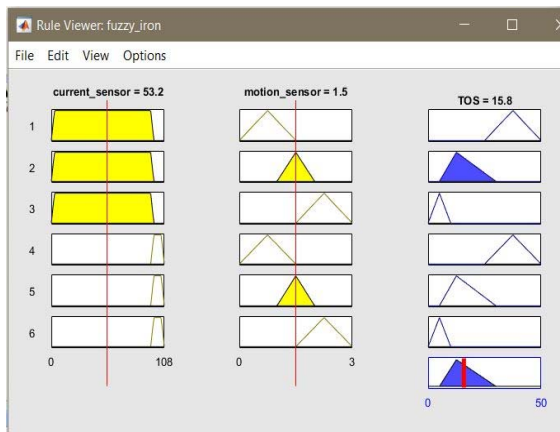 Rule Viewer: fuzzy_iron
File Edit View Options
current_sensor = 53.2 motion_sensor = 1.5 TOS = 15.8
1
2
3
4
5
6
0 108 0 3
0 50